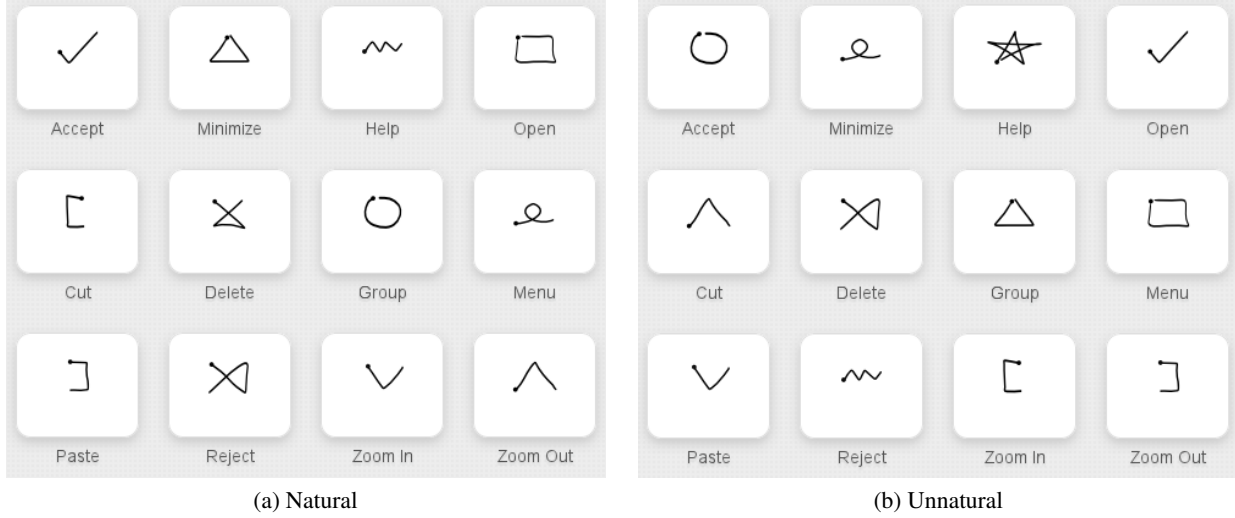 Accept Minimize Help Open
Cut Delete Group Menu
Paste Reject Zoom In Zoom Out
(a) Natural
Accept Minimize Help Open
Cut Delete Group Menu
Paste Reject Zoom In Zoom Out
(b) Unnatural